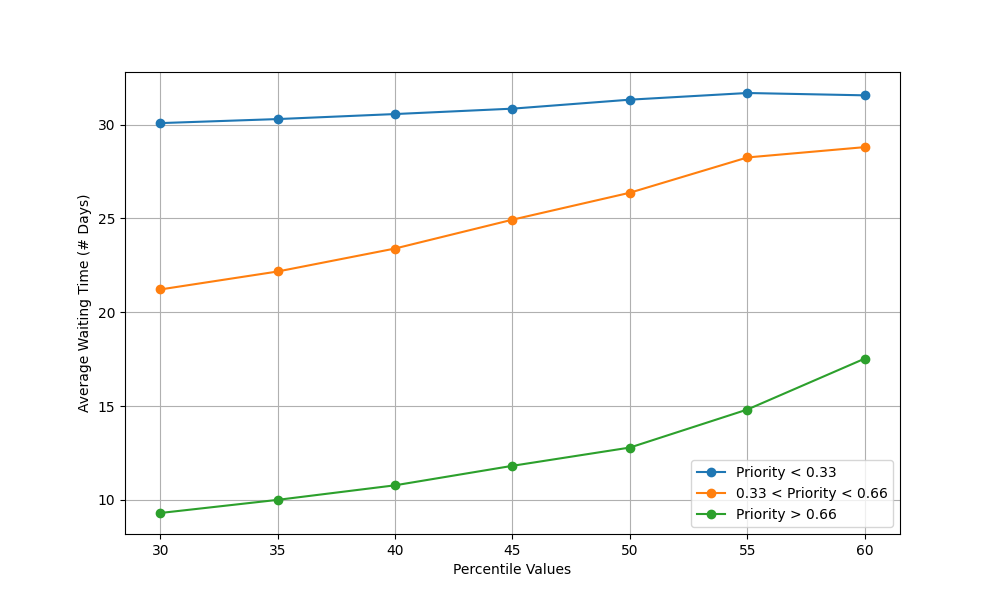 30
25
20
15
10
Average Waiting Time (# Days)
30 35 40 45 50 55 60
Percentile Values
Priority < 0.33
0.33 < Priority < 0.66
Priority > 0.66